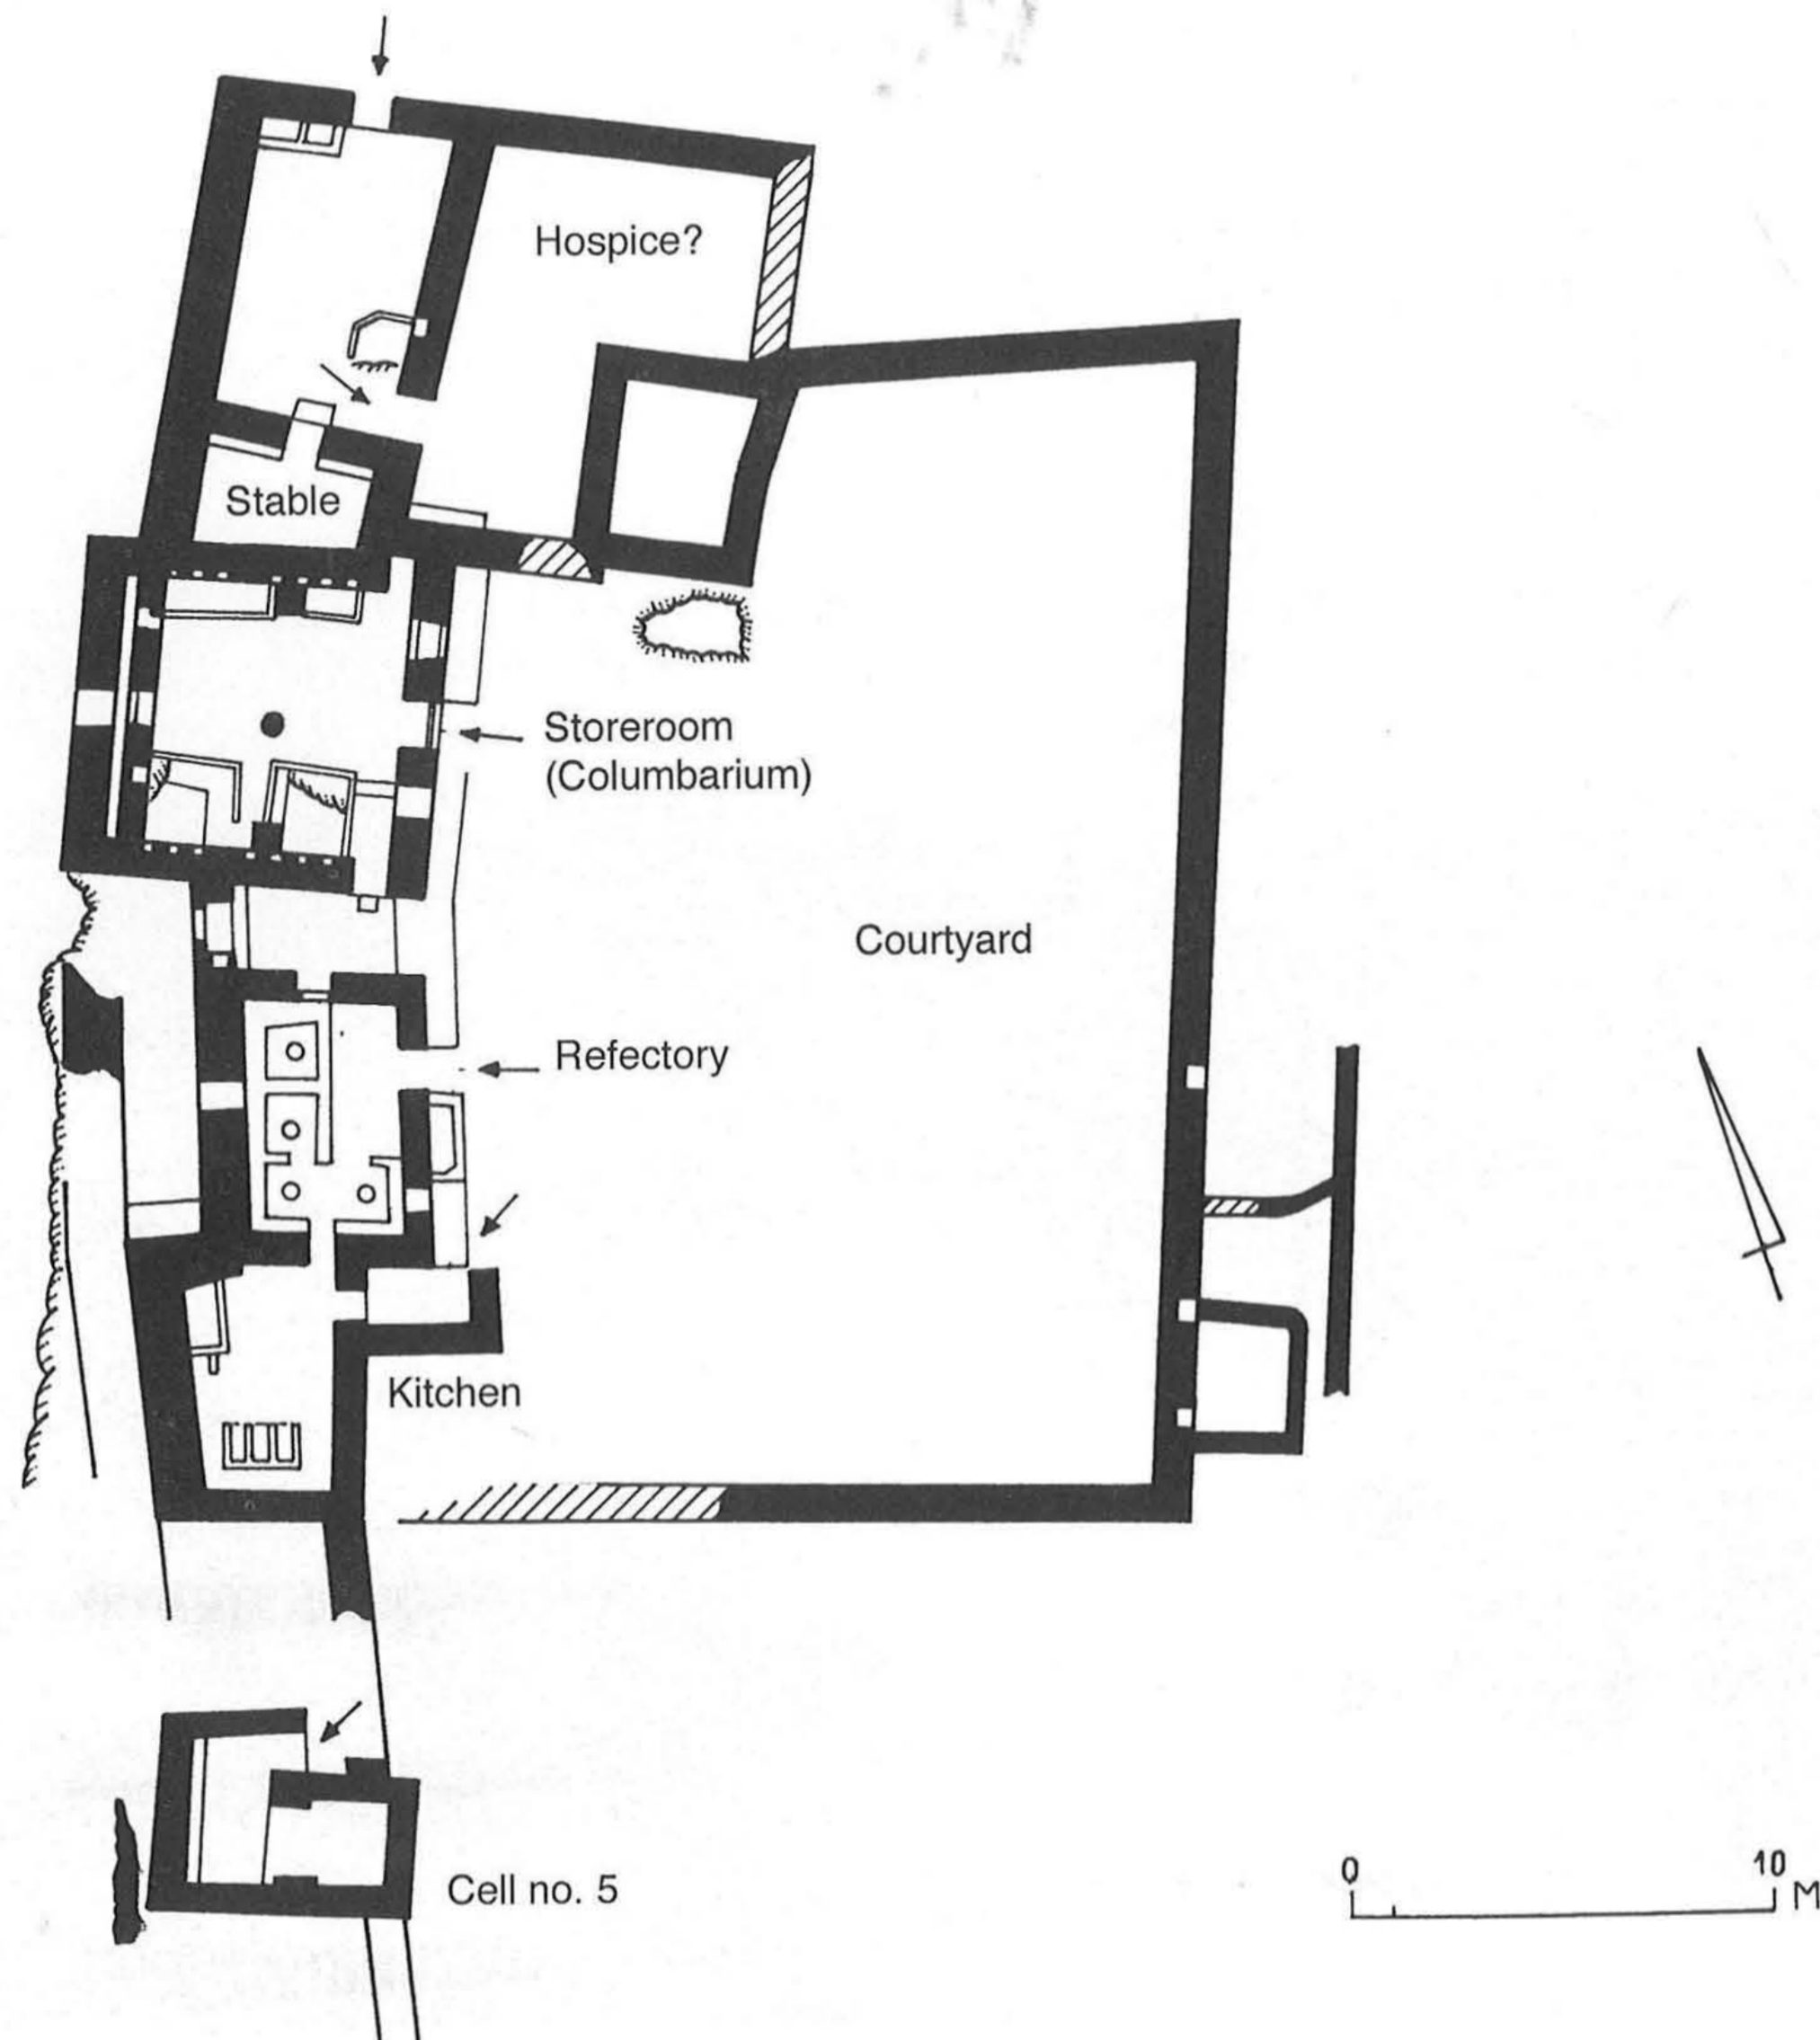 Hospice?
Stable
Storeroom
(Columbarium)
Courtyard
Refectory
Kitchen
Cell no. 5
0 10 M